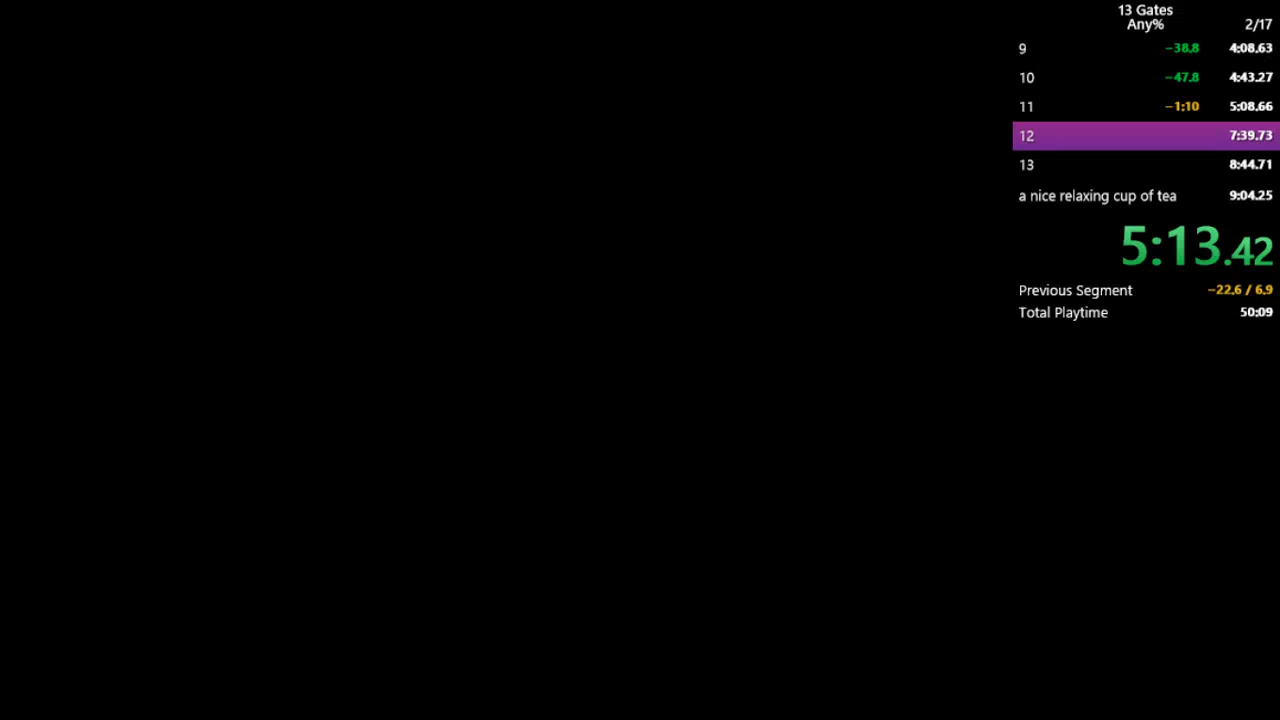 13 Gates
Any% 2/17
9 −38.8 4:08.63
10 −47.8 4:43.27
11 −1:10 5:08.66
12 7:39.73
13 8:44.71
a nice relaxing cup of tea 9:04.25
5:13.42
Previous Segment −22.6 / 6.9
Total Playtime 50:09